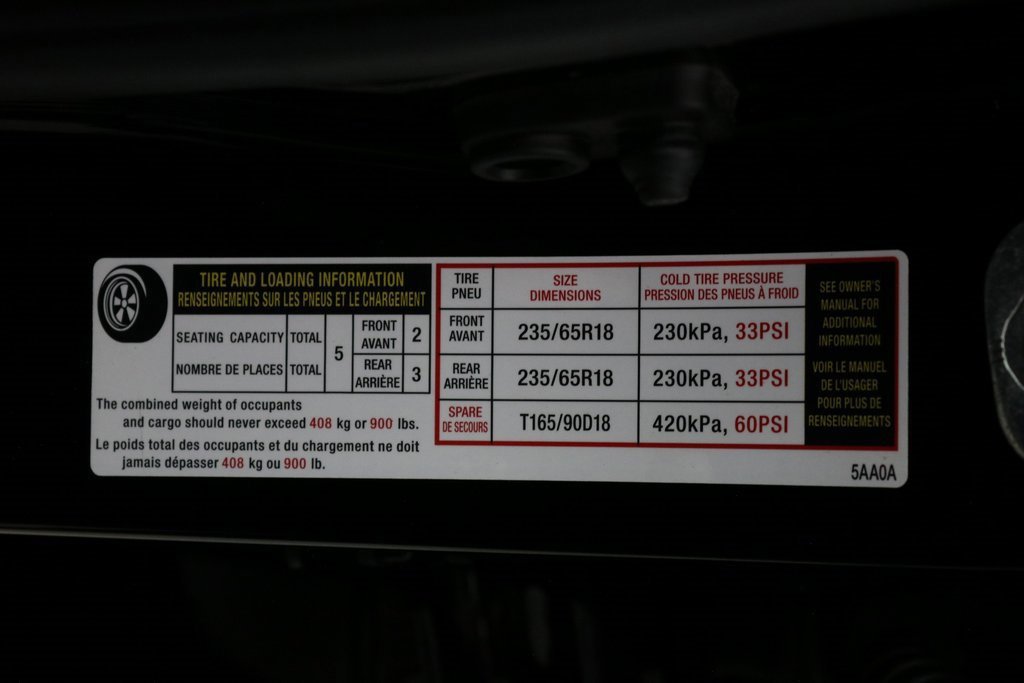 TIRE AND LOADING INFORMATION
RENSEIGNEMENTS SUR LES PNEUS ET LE CHARGEMENT
SEATING CAPACITY TOTAL
NOMBRE DE PLACES TOTAL
5
FRONT
AVANT
2
REAR
ARRIÈRE
3
The combined weight of occupants
and cargo should never exceed 408 kg or 900 lbs.
Le poids total des occupants et du chargement ne doit
jamais dépasser 408 kg ou 900 lb.
TIRE
PNEU
SIZE
DIMENSIONS
COLD TIRE PRESSURE
PRESSION DES PNEUS À FROID
FRONT
AVANT
235/65R18
230kPa, 33PSI
REAR
ARRIÈRE
235/65R18
230kPa, 33PSI
SPARE
DE SECOURS
T165/90D18
420kPa, 60PSI
SEE OWNER'S
MANUAL FOR
ADDITIONAL
INFORMATION
VOIR LE MANUEL
DE L'USAGER
POUR PLUS DE
RENSEIGNEMENTS
5AA0A